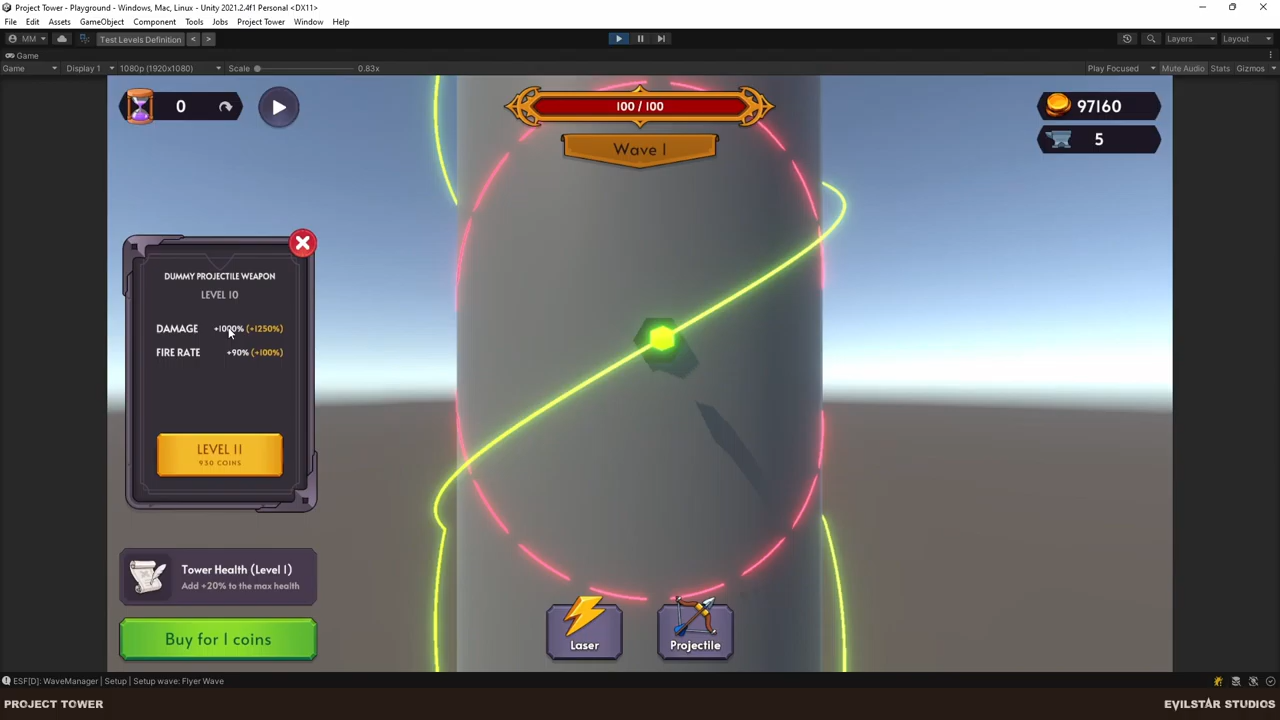 Project Tower - Playground - Windows, Mac, Linux - Unity 2021.2.4f1 Personal <DX11>
File Edit Assets GameObject Component Tools Jobs Project Tower Window Help
MM Test Levels Definition < > Layers Layout
Game
Game Display 1 1080p (1920x1080) Scale 0.83x Play Focused Mute Audio Stats Gizmos
0
100 / 100
97160
Wave 1
5
DUMMY PROJECTILE WEAPON
LEVEL 10
DAMAGE +1000% (+1250%)
FIRE RATE +90% (+100%)
LEVEL 11
930 COINS
Tower Health (Level 1)
Add +20% to the max health
Buy for 1 coins
Laser
Projectile
ESF[D]: WaveManager | Setup | Setup wave: Flyer Wave
PROJECT TOWER
EVILSTAR STUDIOS